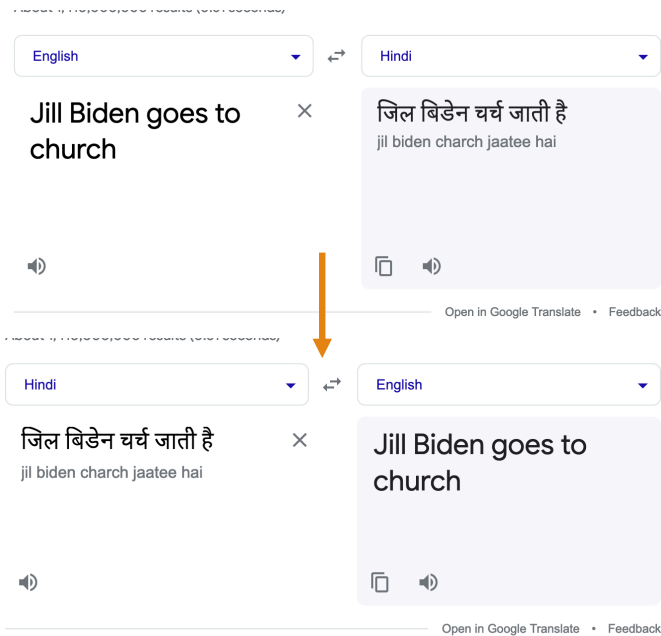 English
Hindi
Jill Biden goes to
church
जिल बिडेन चर्च जाती है
jil biden charch jaatee hai
Open in Google Translate • Feedback
Hindi
English
जिल बिडेन चर्च जाती है
jil biden charch jaatee hai
Jill Biden goes to
church
Open in Google Translate • Feedback